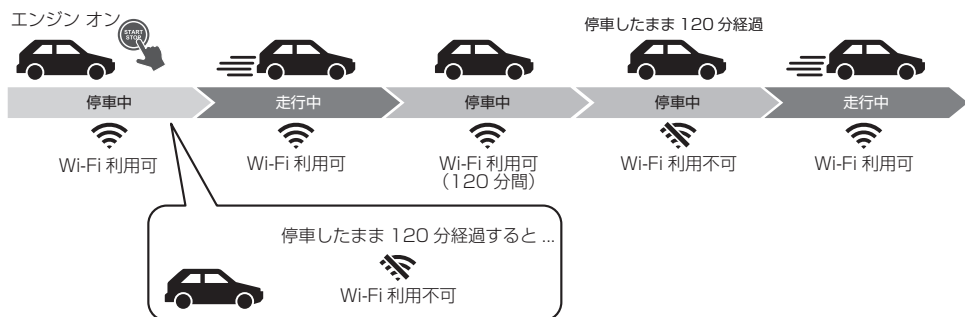 エンジン オン
START
STOP
停車したまま 120 分経過
停車中
走行中
停車中
停車中
走行中
Wi-Fi 利用可
Wi-Fi 利用可
Wi-Fi 利用可
（120 分間）
Wi-Fi 利用不可
Wi-Fi 利用可
停車したまま 120 分経過すると ...
Wi-Fi 利用不可